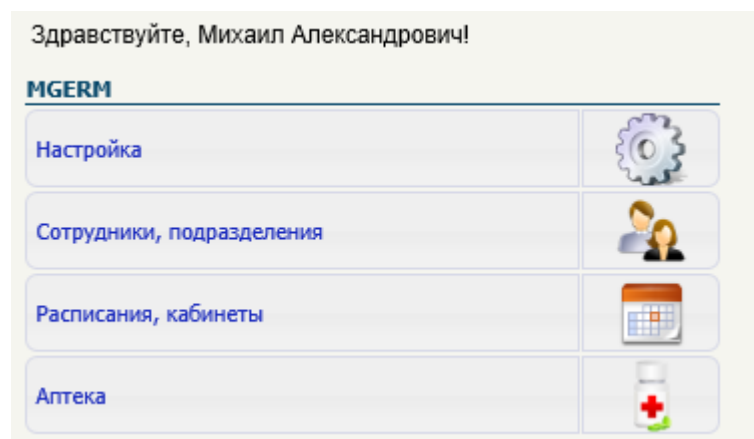 Здравствуйте, Михаил Александрович!
MGERM
Настройка
Сотрудники, подразделения
Расписания, кабинеты
Аптека